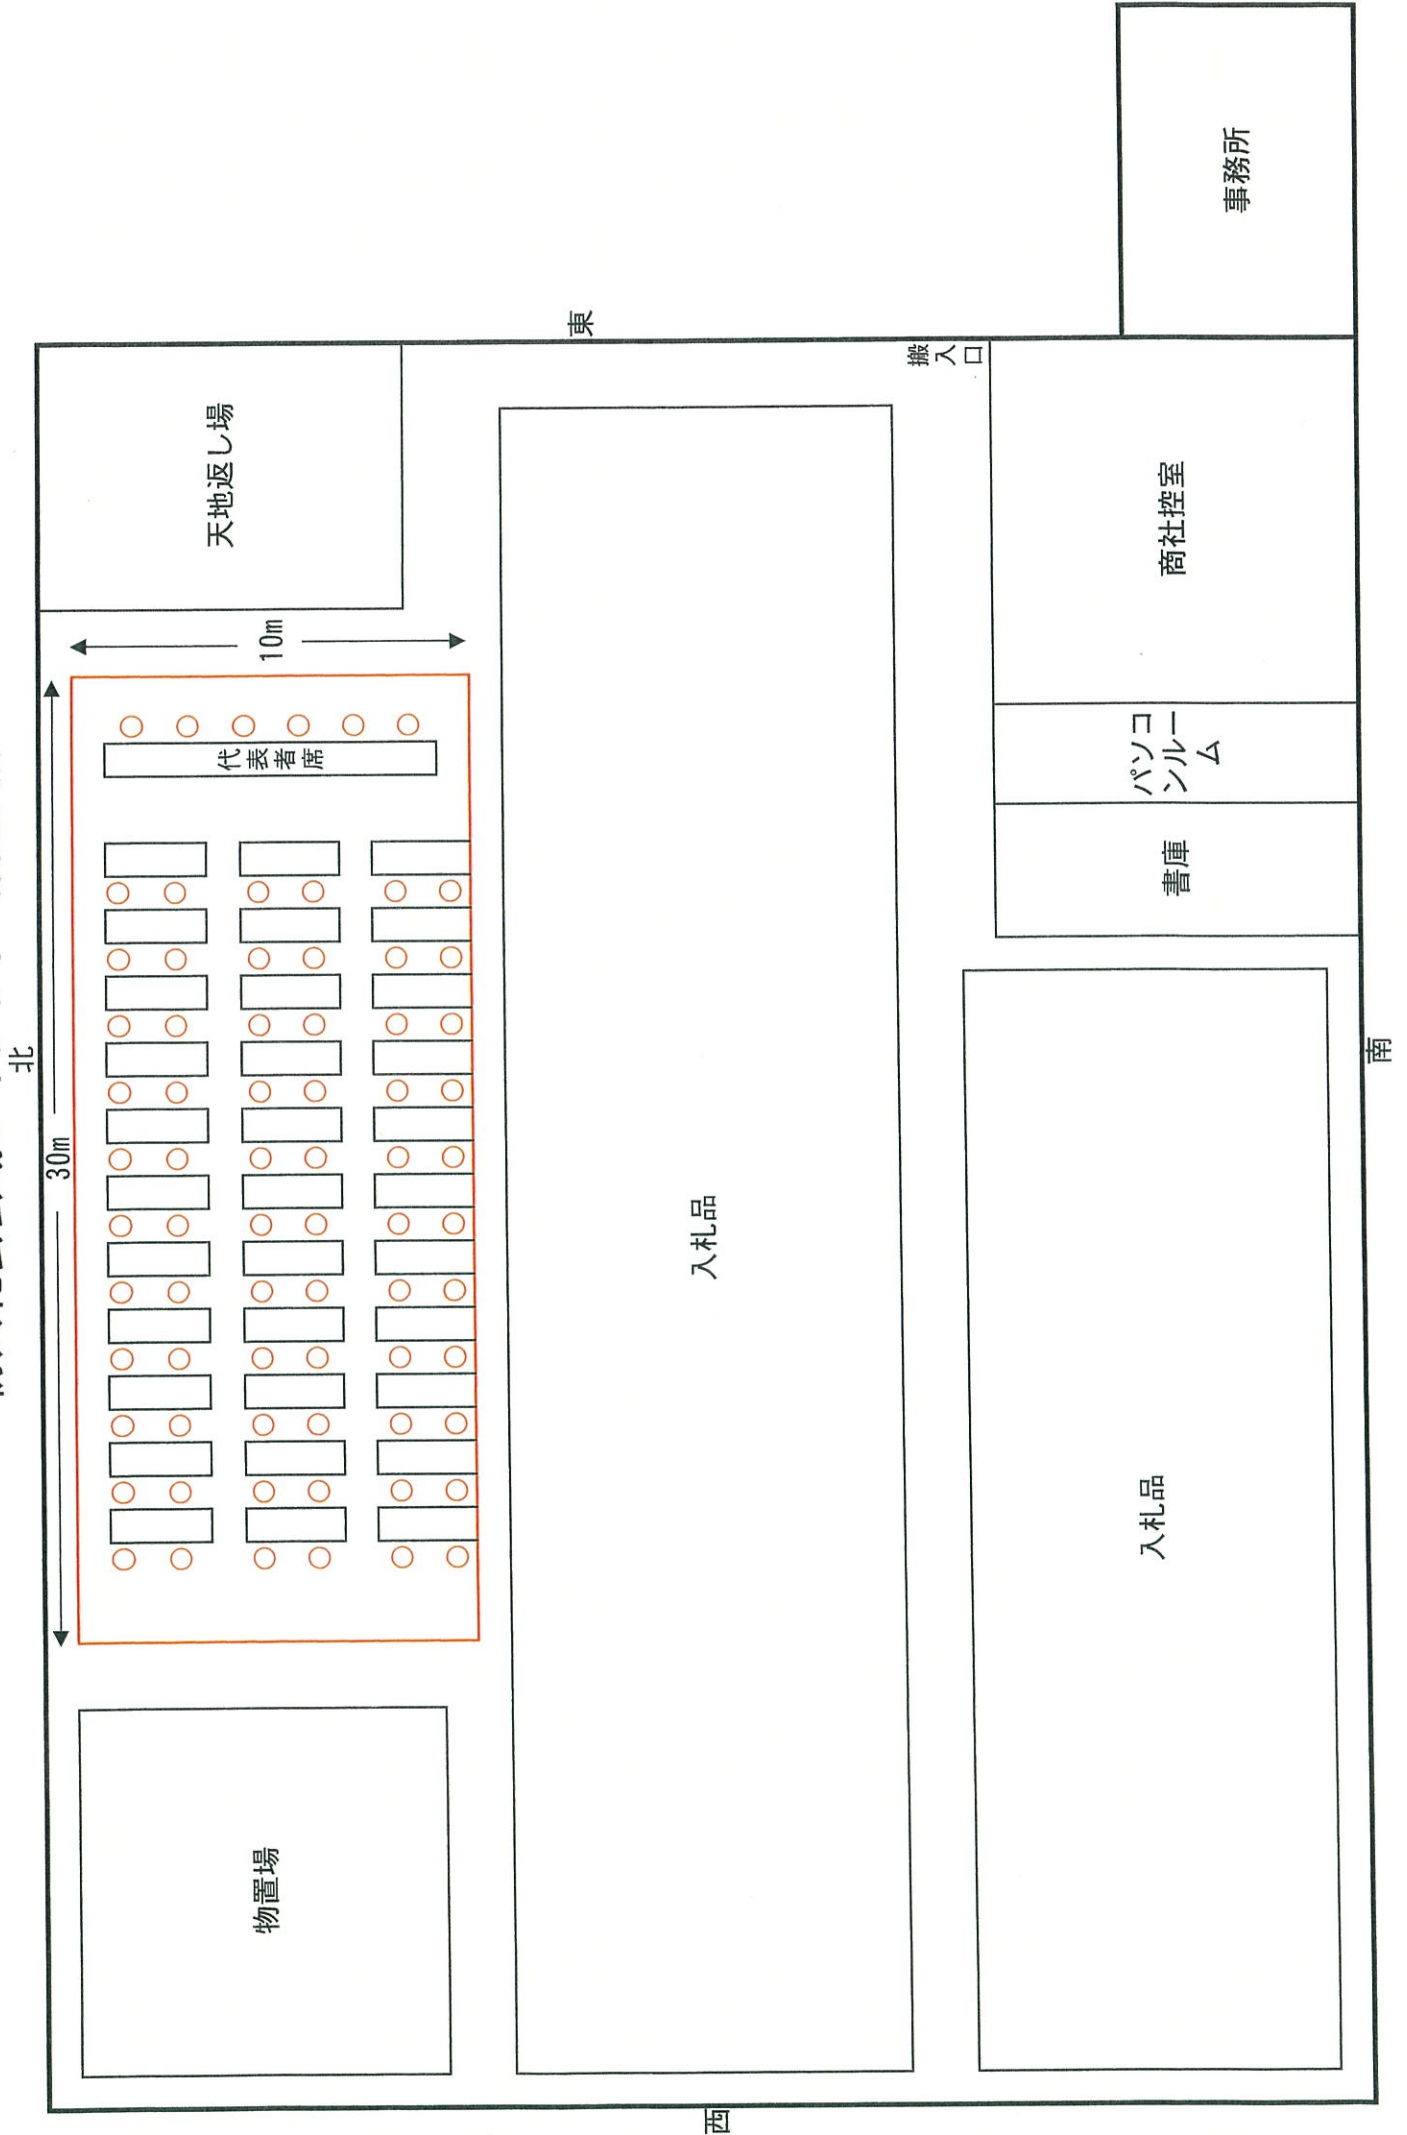 北
30m
10m
物置場
代表者席
天地返し場
東
西
入札品
搬入口
入札品
書庫
パソコ
ンルー
ム
商社控室
事務所
南